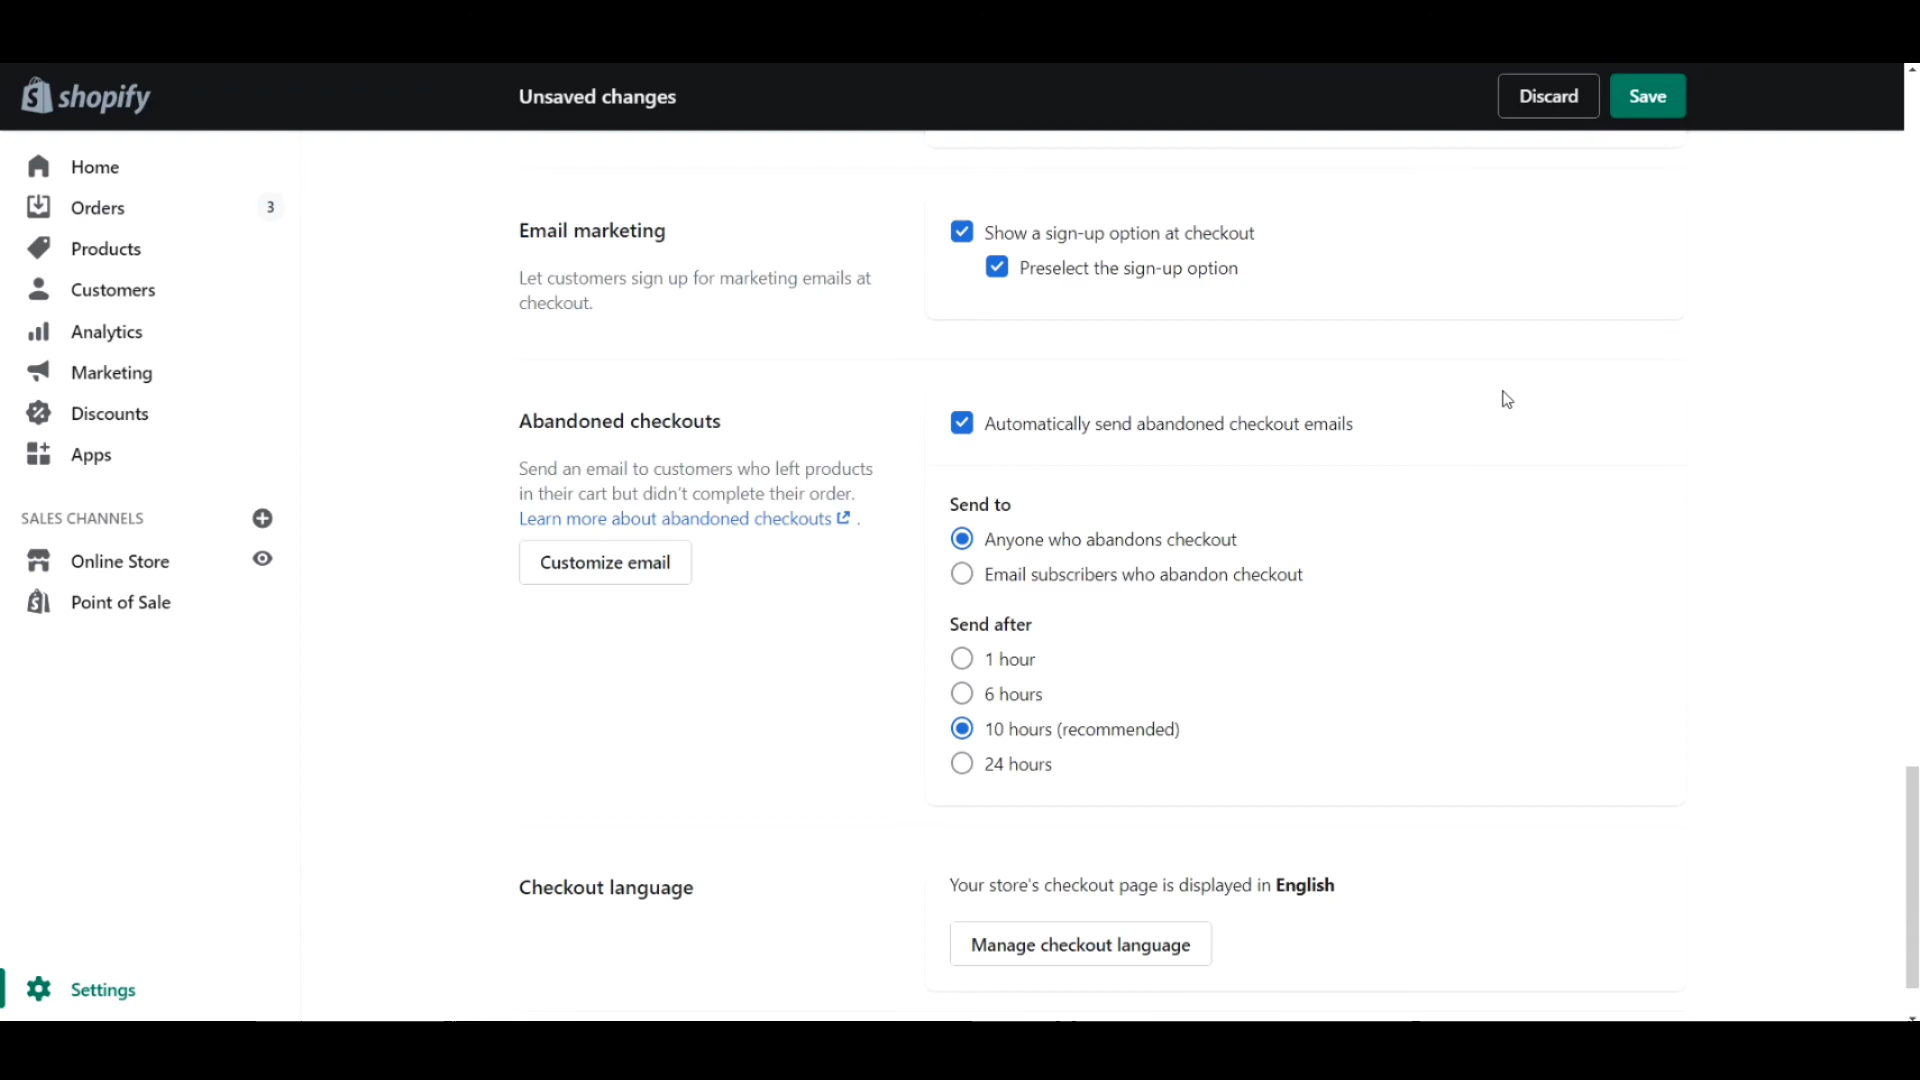 shopify
Unsaved changes
Discard
Save
Home
Orders
3
Products
Customers
Analytics
Marketing
Discounts
Apps
SALES CHANNELS
Online Store
Point of Sale
Settings
Email marketing
Let customers sign up for marketing emails at
checkout.
Show a sign-up option at checkout
Preselect the sign-up option
Abandoned checkouts
Send an email to customers who left products
in their cart but didn't complete their order.
Learn more about abandoned checkouts .
Customize email
Automatically send abandoned checkout emails
Send to
Anyone who abandons checkout
Email subscribers who abandon checkout
Send after
1 hour
6 hours
10 hours (recommended)
24 hours
Checkout language
Your store's checkout page is displayed in English
Manage checkout language